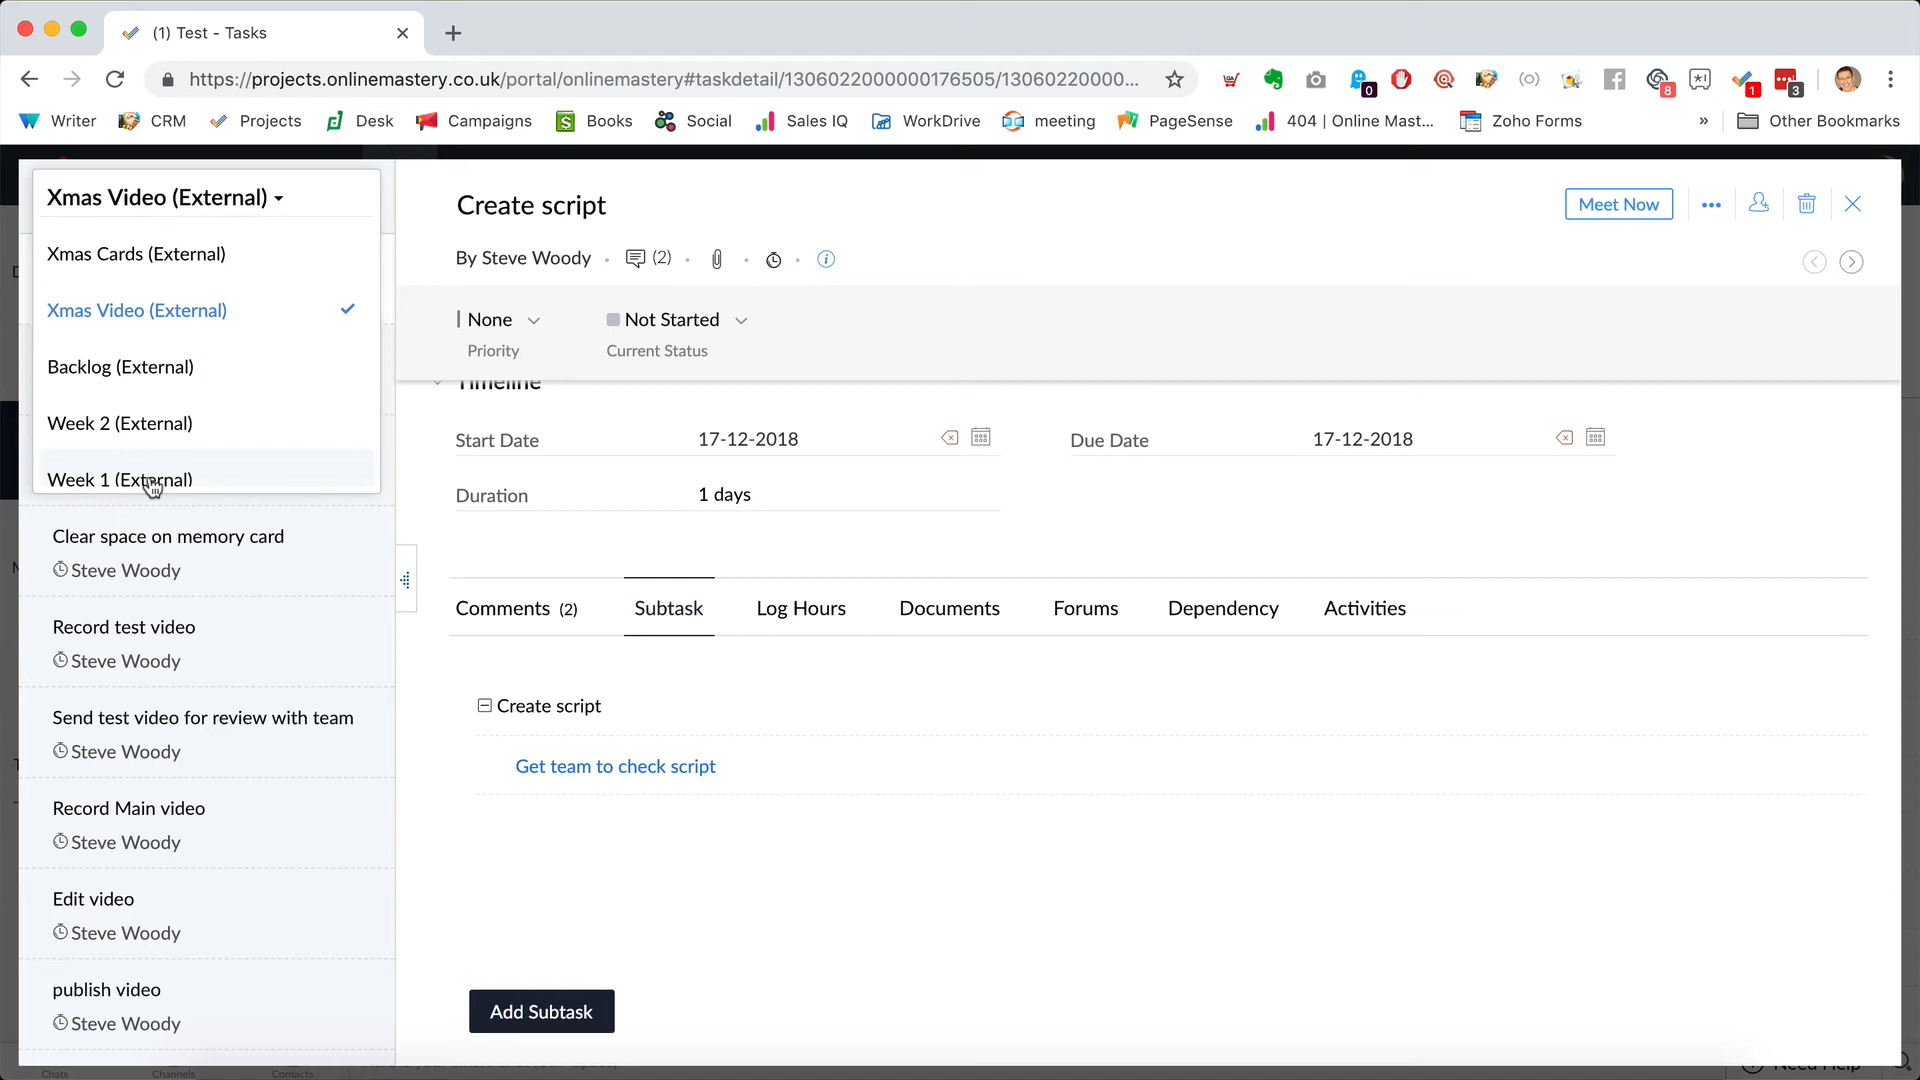 (1) Test - Tasks
https://projects.onlinemastery.co.uk/portal/onlinemastery#taskdetail/1306022000000176505/13060220000...
0
8
1
3
Writer
CRM
Projects
Desk
Campaigns
Books
Social
Sales IQ
WorkDrive
meeting
PageSense
404 | Online Mast...
Zoho Forms
»
Other Bookmarks
Xmas Video (External)
Xmas Cards (External)
Xmas Video (External)
Backlog (External)
Week 2 (External)
Week 1 (External)
Clear space on memory card
Steve Woody
Record test video
Steve Woody
Send test video for review with team
Steve Woody
Record Main video
Steve Woody
Edit video
Steve Woody
publish video
Steve Woody
Create script
Meet Now
By Steve Woody
(2)
None
Priority
Not Started
Current Status
Timeline
Start Date
17-12-2018
Due Date
17-12-2018
Duration
1 days
Comments (2)
Subtask
Log Hours
Documents
Forums
Dependency
Activities
Create script
Get team to check script
Add Subtask
Chats
Channels
Contacts
Need Help